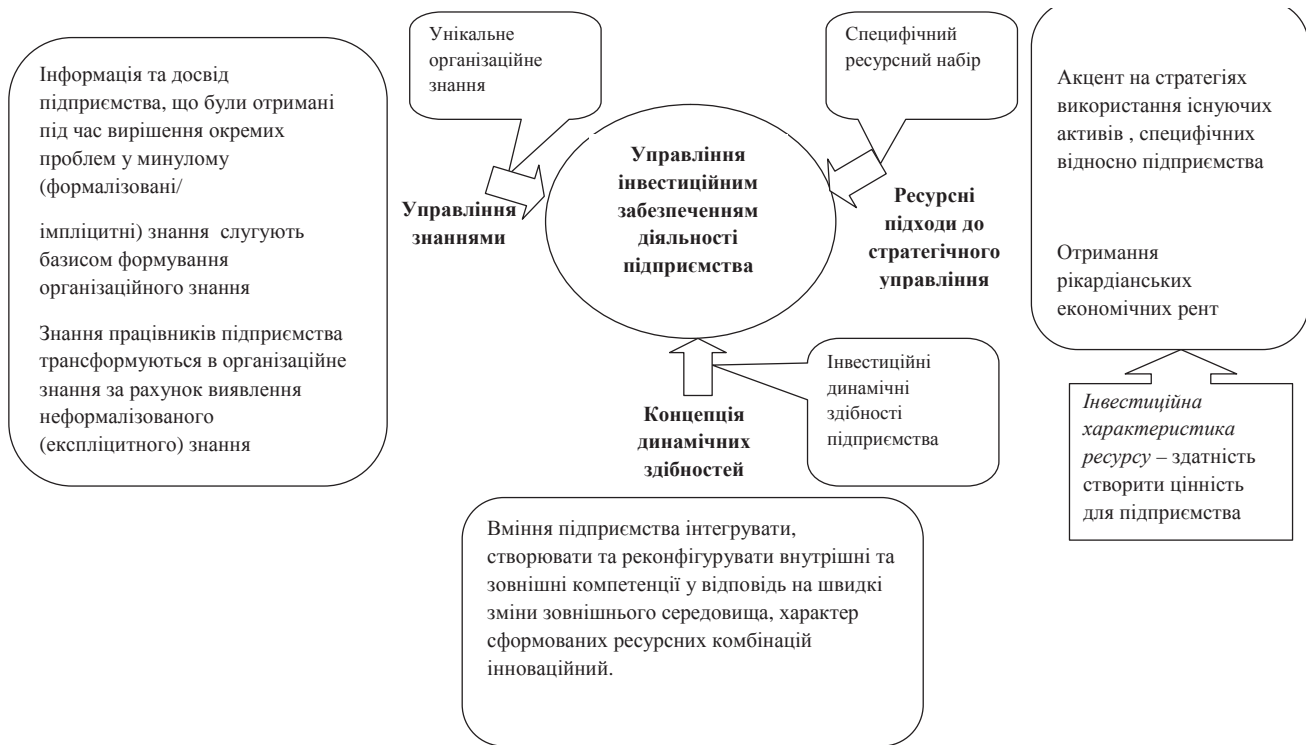 Інформація та досвід
підприємства, що були отримані
під час вирішення окремих
проблем у минулому
(формалізовані/
імпліцитні) знання слугують
базисом формування
організаційного знання
Знання працівників підприємства
трансформуються в організаційне
знання за рахунок виявлення
неформалізованого
(експліцитного) знання
Унікальне
організаційне
знання
Управління
знаннями
Управління
інвестиційним
забезпеченням
діяльності
підприємства
Специфічний
ресурсний набір
Ресурсні
підходи до
стратегічного
управління
Акцент на стратегіях
використання існуючих
активів , специфічних
відносно підприємства
Отримання
рікардіанських
економічних рент
Інвестиційна
характеристика
ресурсу – здатність
створити цінність
для підприємства
Інвестиційні
динамічні
здібності
підприємства
Концепція
динамічних
здібностей
Вміння підприємства інтегрувати,
створювати та реконфігурувати внутрішні та
зовнішні компетенції у відповідь на швидкі
зміни зовнішнього середовища, характер
сформованих ресурсних комбінацій
інноваційний.